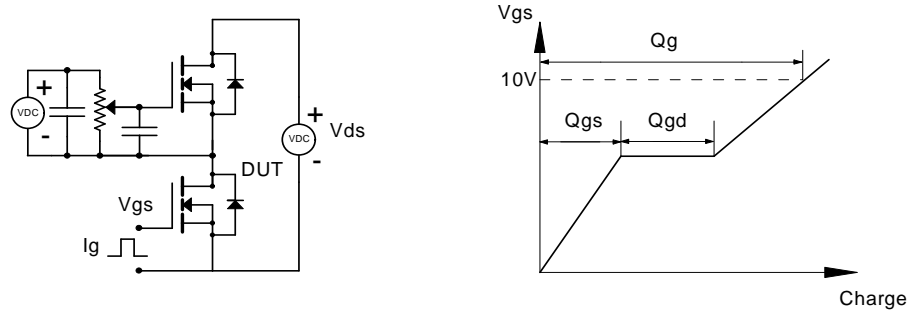 +
VDC
-
Vgs
Ig
DUT
+
VDC
-
Vds
Vgs
Qg
10V
Qgs
Qgd
Charge